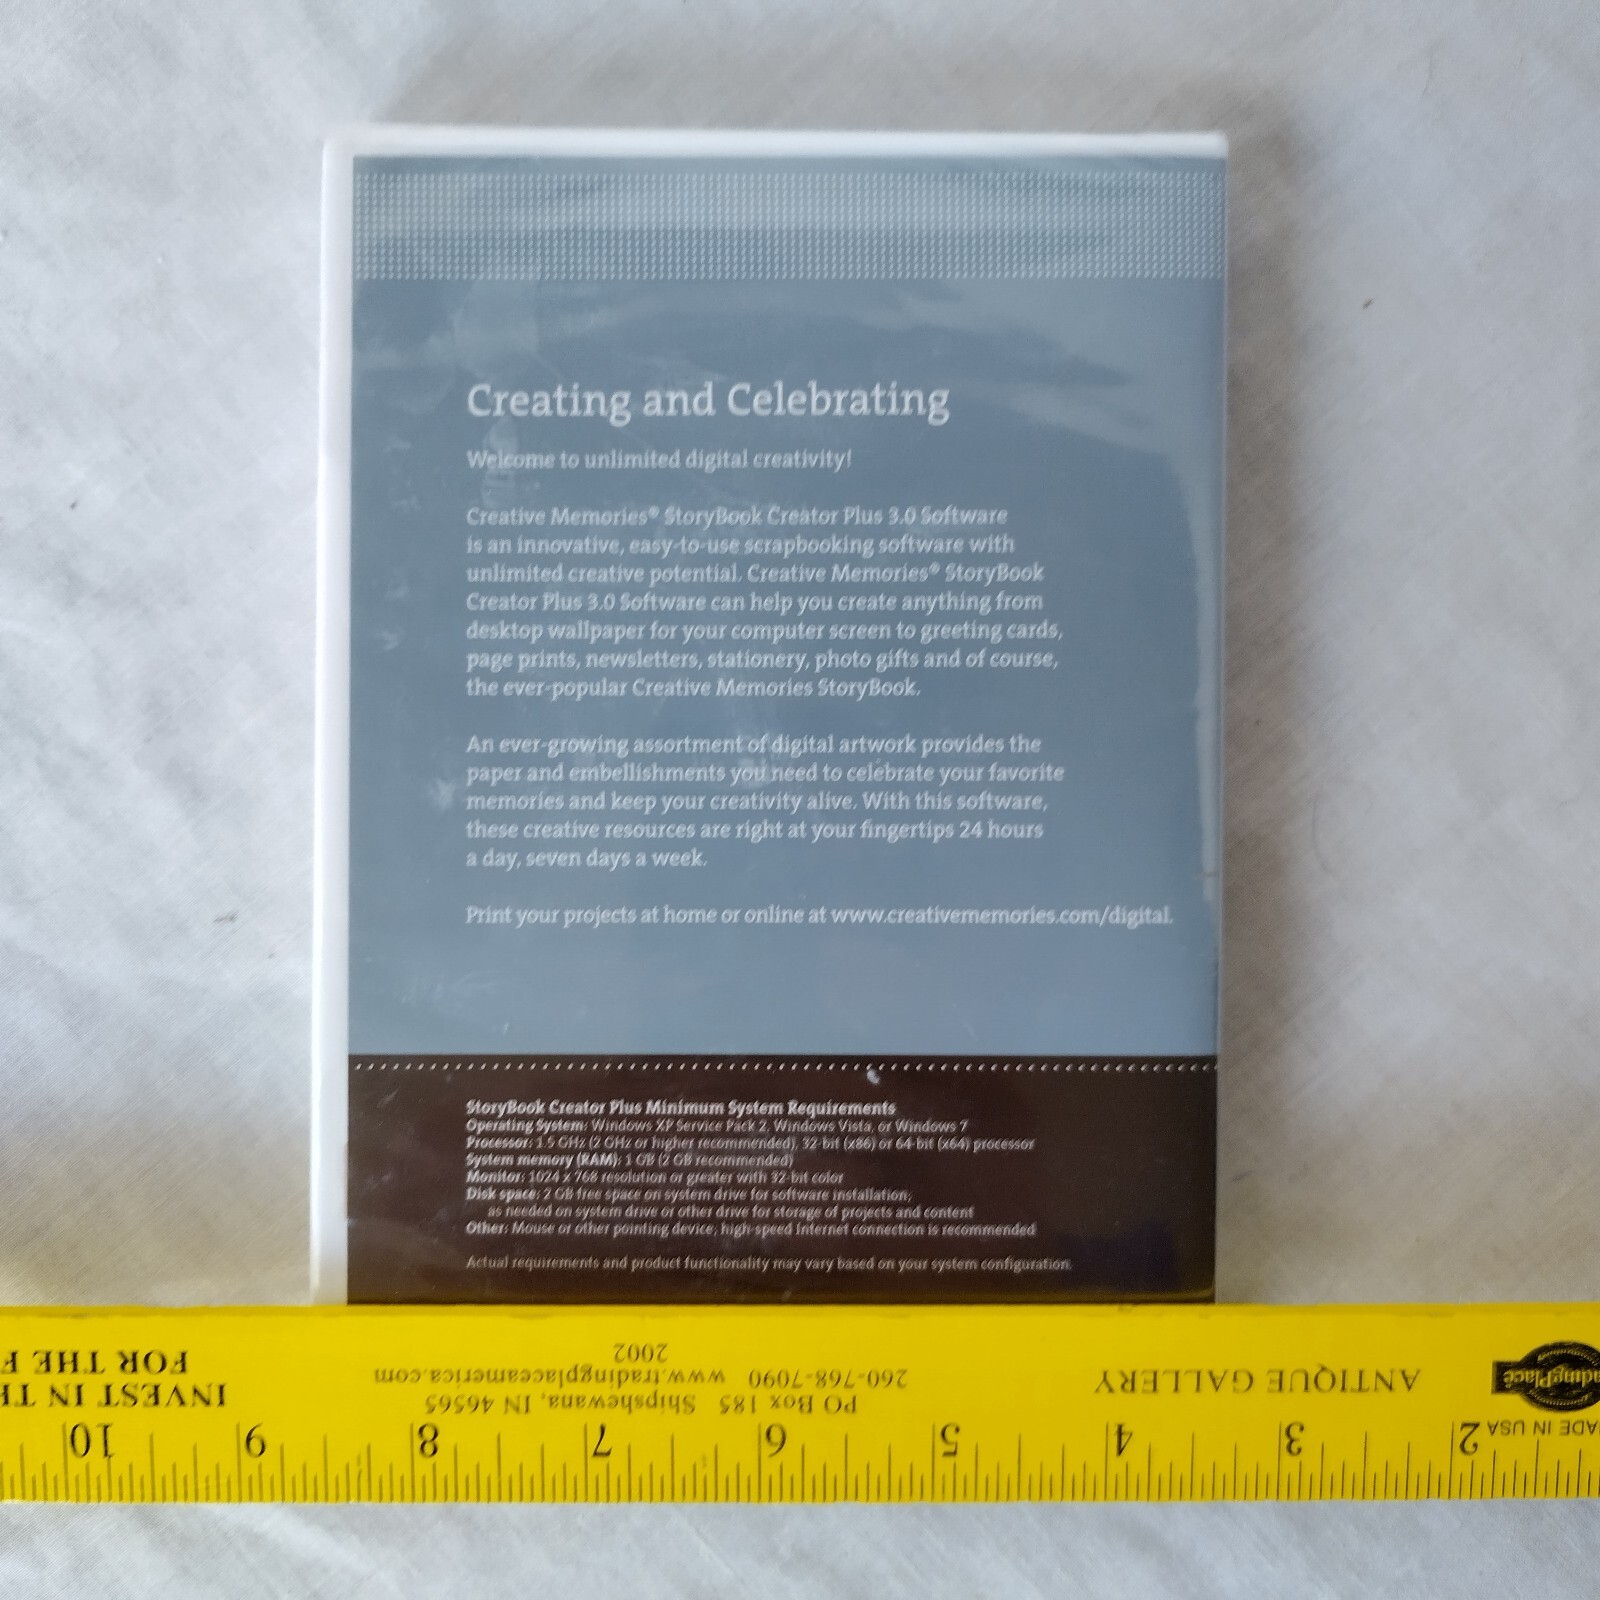 Creating and Celebrating
Welcome to unlimited digital creativity!
Creative Memories® StoryBook Creator Plus 3.0 Software
is an innovative, easy-to-use scrapbooking software with
unlimited creative potential. Creative Memories® StoryBook
Creator Plus 3.0 Software can help you create anything from
desktop wallpaper for your computer screen to greeting cards,
page prints, newsletters, stationery, photo gifts and of course,
the ever-popular Creative Memories StoryBook.
An ever-growing assortment of digital artwork provides the
paper and embellishments you need to celebrate your favorite
memories and keep your creativity alive. With this software,
these creative resources are right at your fingertips 24 hours
a day, seven days a week.
Print your projects at home or online at www.creativememories.com/digital.
StoryBook Creator Plus Minimum System Requirements
Operating System: Windows XP Service Pack 2, Windows Vista, or Windows 7
Processor: 1.5 GHz (2 GHz or higher recommended), 32-bit (x86) or 64-bit (x64) processor
System memory (RAM): 1 GB (2 GB recommended)
Monitor: 1024 x 768 resolution or greater with 32-bit color
Disk space: 2 GB free space on system drive for software installation;
as needed on system drive or other drive for storage of projects and content
Other: Mouse or other pointing device; high-speed Internet connection is recommended
Actual requirements and product functionality may vary based on your system configuration.
2 3 4 5 6 7 8 9 10
MADE IN USA
ANTIQUE GALLERY
PO Box 185 Shipshewana, IN 46565
260-768-7090 www.tradingplaceamerica.com
2002
INVEST IN TH
FOR THE F